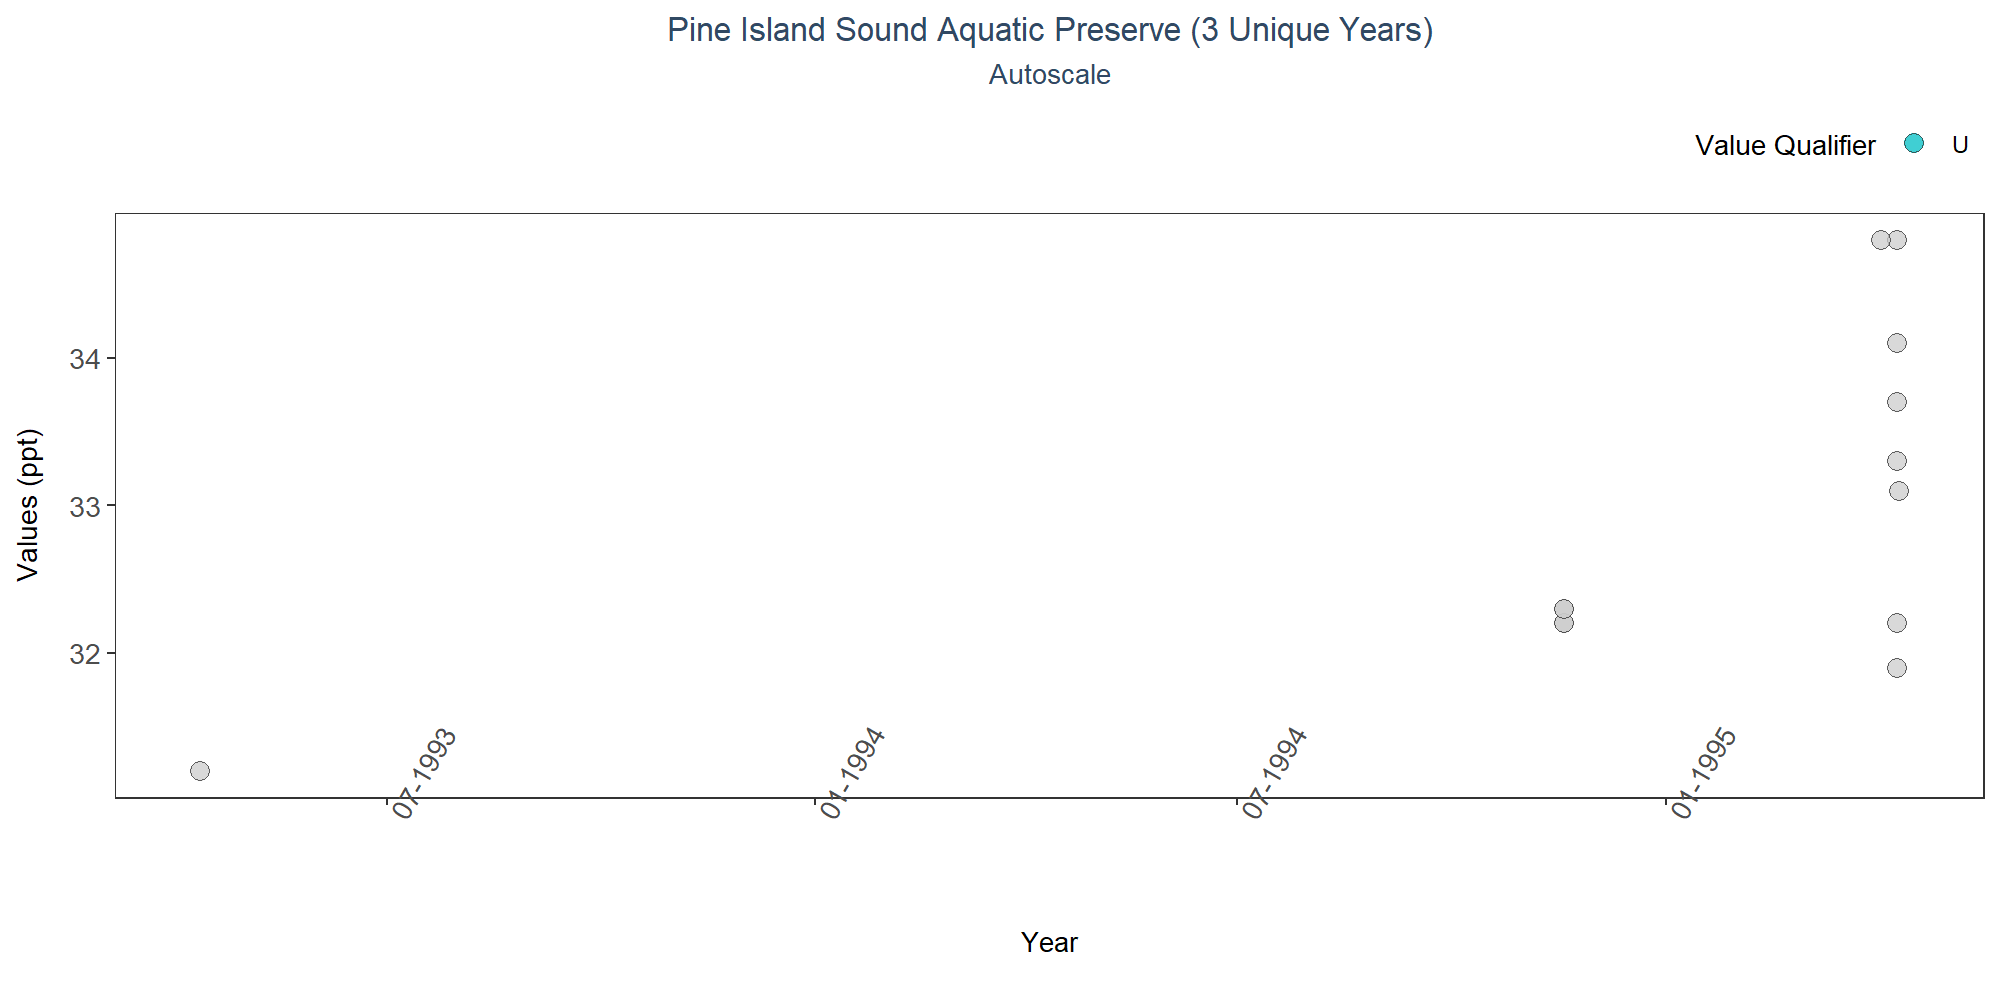 Pine Island Sound Aquatic Preserve (3 Unique Years)
Autoscale
Value Qualifier U
34
33
32
Values (ppt)
07-1993
01-1994
07-1994
01-1995
Year